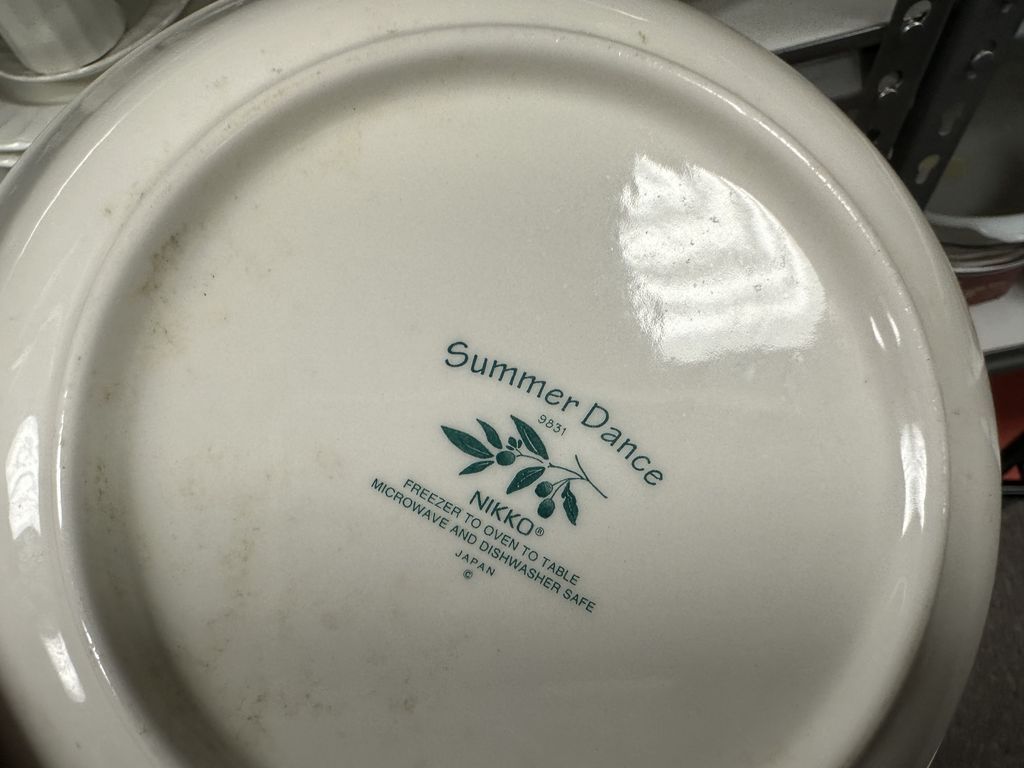 Summer Dance
9831
NIKKO®
FREEZER TO OVEN TO TABLE
MICROWAVE AND DISHWASHER SAFE
JAPAN
©